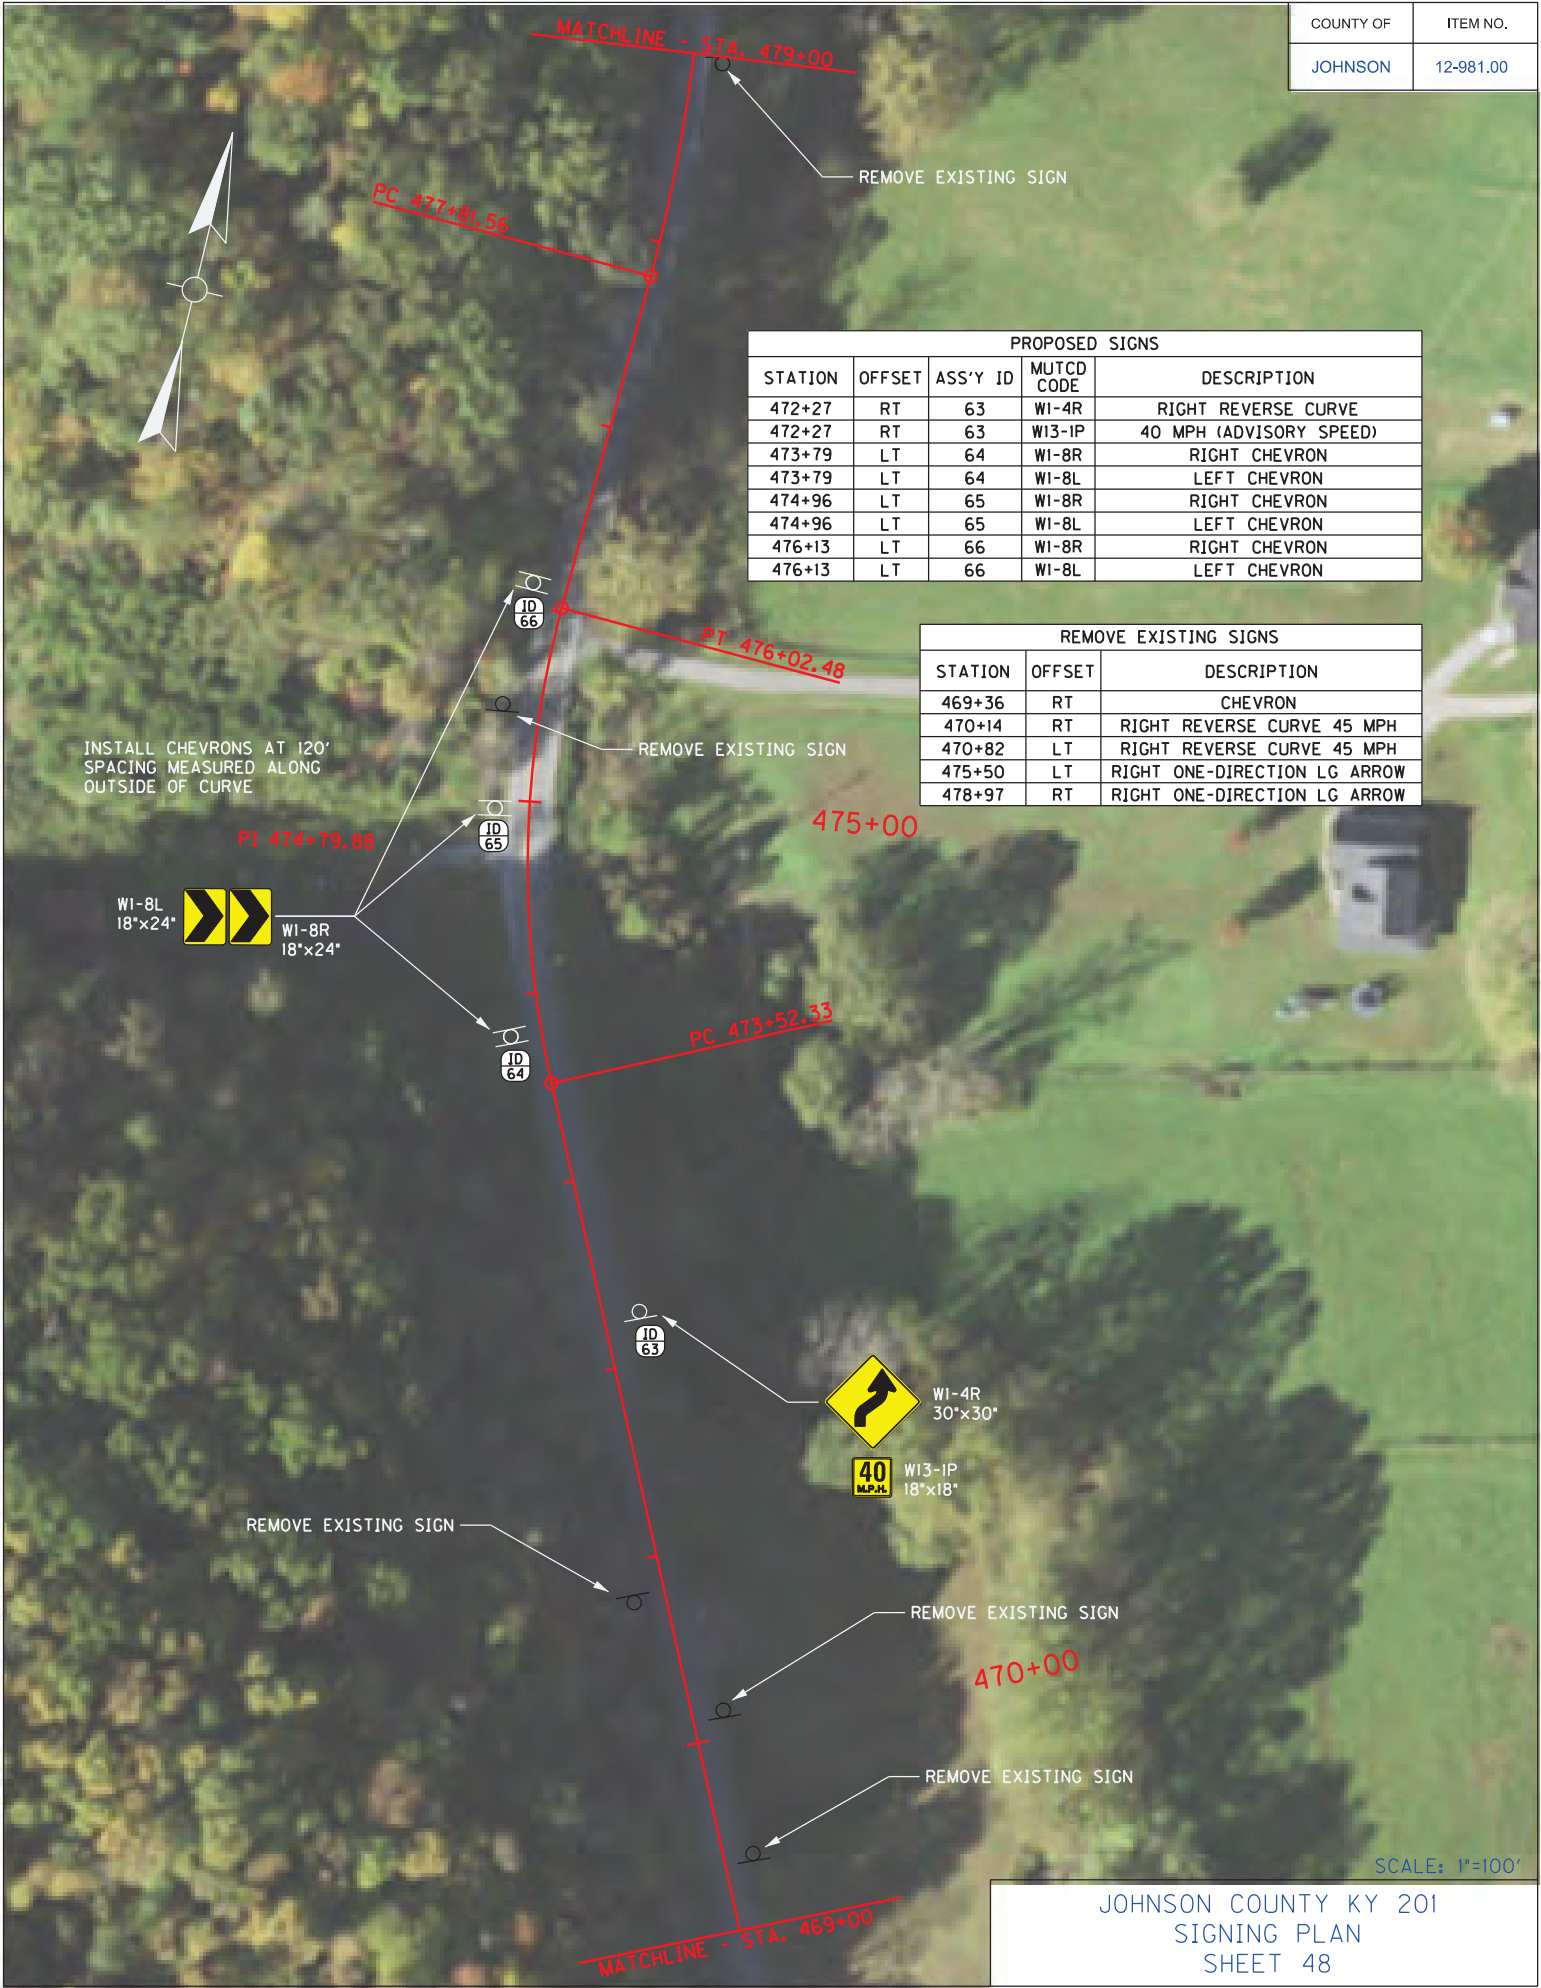 COUNTY OF ITEM NO.
JOHNSON 12-981.00
MATCHLINE - STA. 479+00
REMOVE EXISTING SIGN
PC 477+81.56
PROPOSED SIGNS
STATION OFFSET ASS'Y ID MUTCD CODE DESCRIPTION
472+27 RT 63 W1-4R RIGHT REVERSE CURVE
472+27 RT 63 W13-1P 40 MPH (ADVISORY SPEED)
473+79 LT 64 W1-8R RIGHT CHEVRON
473+79 LT 64 W1-8L LEFT CHEVRON
474+96 LT 65 W1-8R RIGHT CHEVRON
474+96 LT 65 W1-8L LEFT CHEVRON
476+13 LT 66 W1-8R RIGHT CHEVRON
476+13 LT 66 W1-8L LEFT CHEVRON
ID
66
PT 476+02.48
REMOVE EXISTING SIGNS
STATION OFFSET DESCRIPTION
469+36 RT CHEVRON
470+14 RT RIGHT REVERSE CURVE 45 MPH
470+82 LT RIGHT REVERSE CURVE 45 MPH
475+50 LT RIGHT ONE-DIRECTION LG ARROW
478+97 RT RIGHT ONE-DIRECTION LG ARROW
REMOVE EXISTING SIGN
INSTALL CHEVRONS AT 120'
SPACING MEASURED ALONG
OUTSIDE OF CURVE
475+00
PI 474+79.88
ID
65
W1-8L
18"x24"
W1-8R
18"x24"
PC 473+52.33
ID
64
ID
63
W1-4R
30"x30"
40
M.P.H.
W13-1P
18"x18"
REMOVE EXISTING SIGN
REMOVE EXISTING SIGN
470+00
REMOVE EXISTING SIGN
MATCHLINE - STA. 469+00
SCALE: 1"=100'
JOHNSON COUNTY KY 201
SIGNING PLAN
SHEET 48